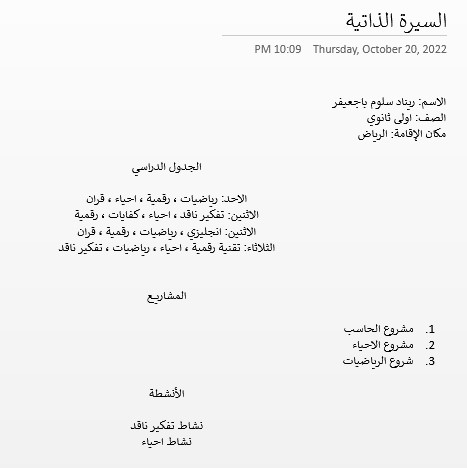 السيرة الذاتية
Thursday, October 20, 2022 10:09 PM
الاسم: ريناد سلوم باجعيفر
الصف: اولى ثانوي
مكان الإقامة: الرياض
الجدول الدراسي
الاحد: رياضيات ، رقمية ، احياء ، قران
الاثنين: تفكير ناقد ، احياء ، كفايات ، رقمية
الاثنين: انجليزي ، رياضيات ، رقمية ، قران
الثلاثاء: تقنية رقمية ، احياء ، رياضيات ، تفكير ناقد
المشاريع
1. مشروع الحاسب
2. مشروع الاحياء
3. شروع الرياضيات
الأنشطة
نشاط تفكير ناقد
نشاط احياء